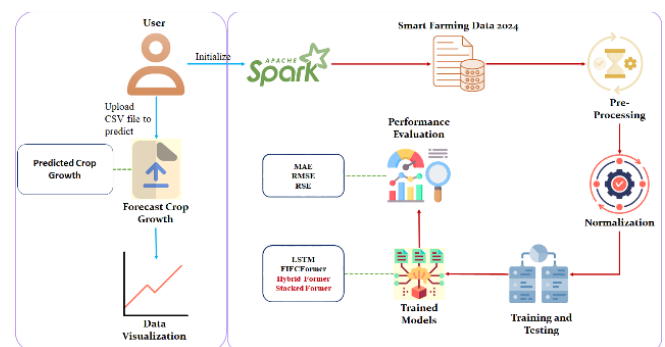 User
Initialize
APACHE
Spark
Smart Farming Data 2024
Pre-
Processing
Upload
CSV file to
predict
Predicted Crop
Growth
Forecast Crop
Growth
Data
Visualization
Performance
Evaluation
MAE
RMSE
RSE
Normalization
LSTM
FIFCFormer
Hybrid Former
Stacked Former
Trained
Models
Training and
Testing